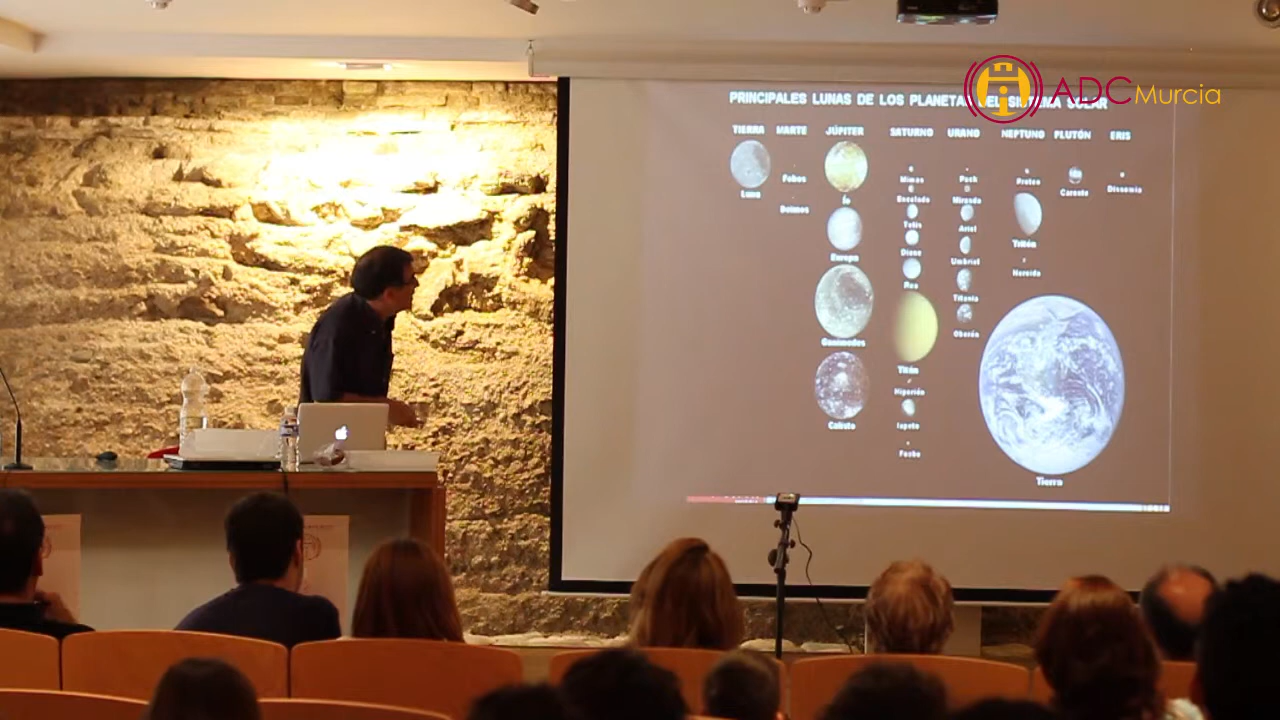 ADCMurcia
PRINCIPALES LUNAS DE LOS PLANETAS DEL SISTEMA SOLAR
TIERRA MARTE JÚPITER SATURNO URANO NEPTUNO PLUTÓN ERIS
Luna
Fobos
Deimos
Ío
Europa
Ganímedes
Calisto
Mimas
Encélado
Tetis
Dione
Rea
Titán
Hiperión
Iapeto
Febe
Puck
Miranda
Ariel
Umbriel
Titania
Oberón
Proteo
Tritón
Nereida
Caronte
Disnomia
Tierra